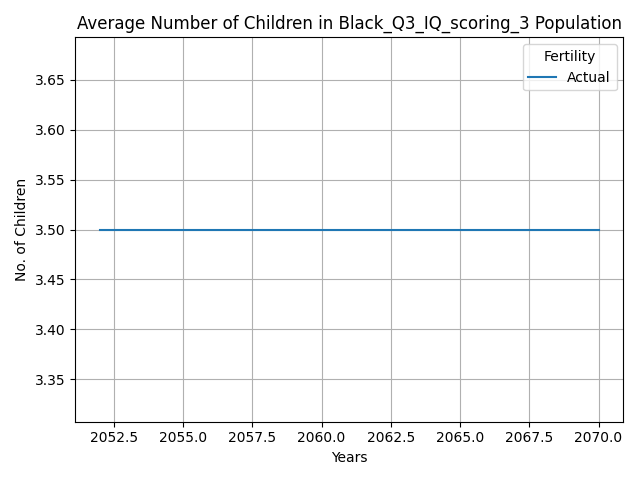 Average Number of Children in Black_Q3_IQ_scoring_3 Population
Fertility
Actual
3.65
3.60
3.55
3.50
3.45
3.40
3.35
No. of Children
2052.5 2055.0 2057.5 2060.0 2062.5 2065.0 2067.5 2070.0
Years